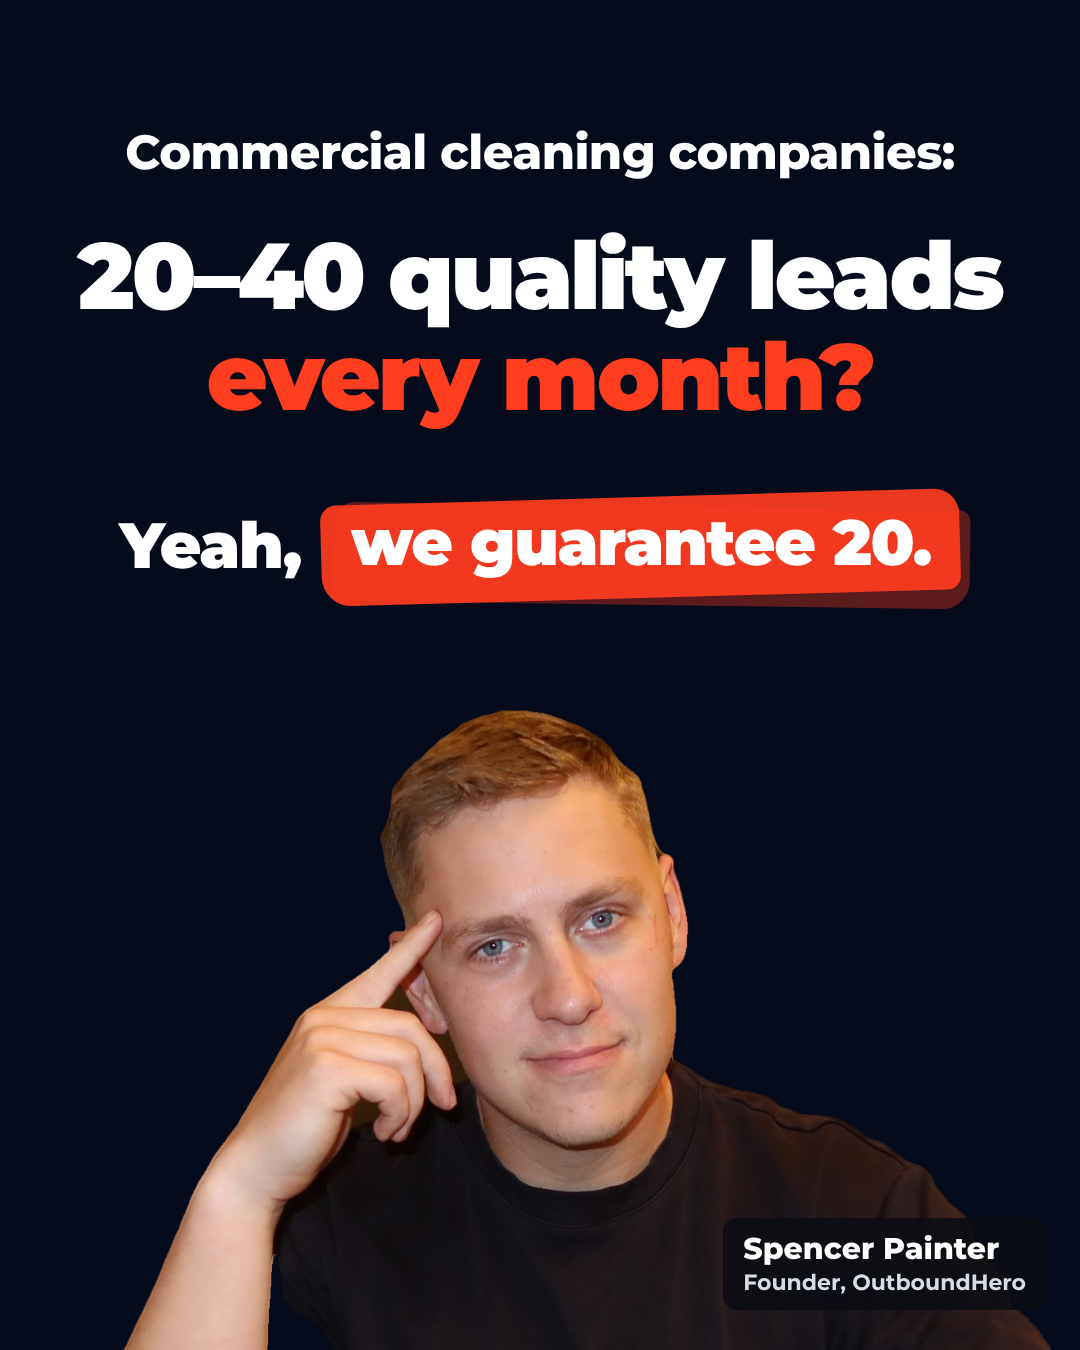 Commercial cleaning companies:
20–40 quality leads
every month?
Yeah, we guarantee 20.
Spencer Painter
Founder, OutboundHero